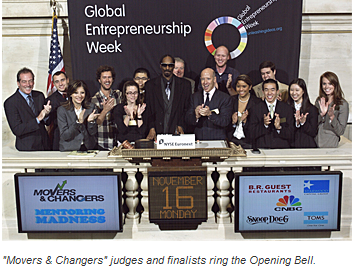 Global
Entrepreneurship
Week
Global
Entrepreneurship
Week
NYSE Euronext
MOVERS
& CHANGERS
MENTORING
MADNESS
NOVEMBER
16
MONDAY
B.R. GUEST
RESTAURANTS
CNBC
SNOOP DOGG
TOMS
"Movers & Changers" judges and finalists ring the Opening Bell.